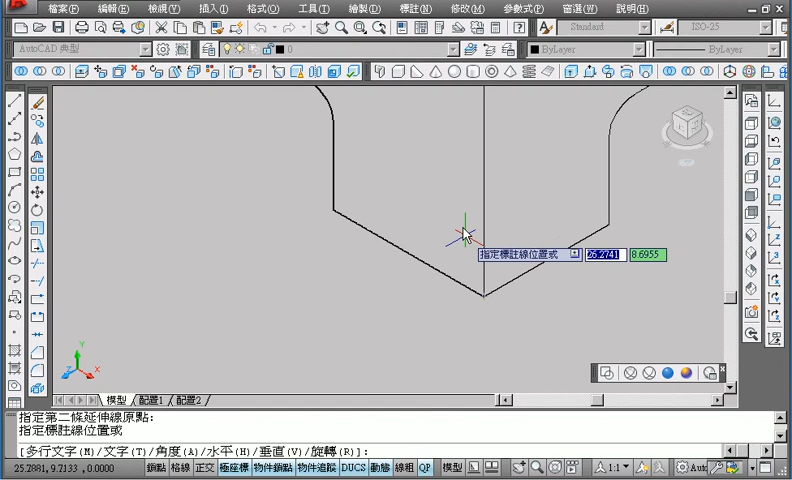 檔案(F) 編輯(E) 檢視(V) 插入(I) 格式(O) 工具(T) 繪製(D) 標註(N) 修改(M) 參數式(P) 視窗(W) 說明(H)
Standard ISO-25
AutoCAD 典型 0 ByLayer ByLayer
指定標註線位置或 25.2741 8.6955
Y
X
Z
模型 配置1 配置2
指定第二條延伸線原點:
指定標註線位置或
[多行文字(M)/文字(T)/角度(A)/水平(H)/垂直(V)/旋轉(R)]:
25.2881, 9.7133, 0.0000 鎖點 格線 正交 極座標 物件鎖點 物件追蹤 DUCS 動態 線粗 QP 模型 1:1 Aut